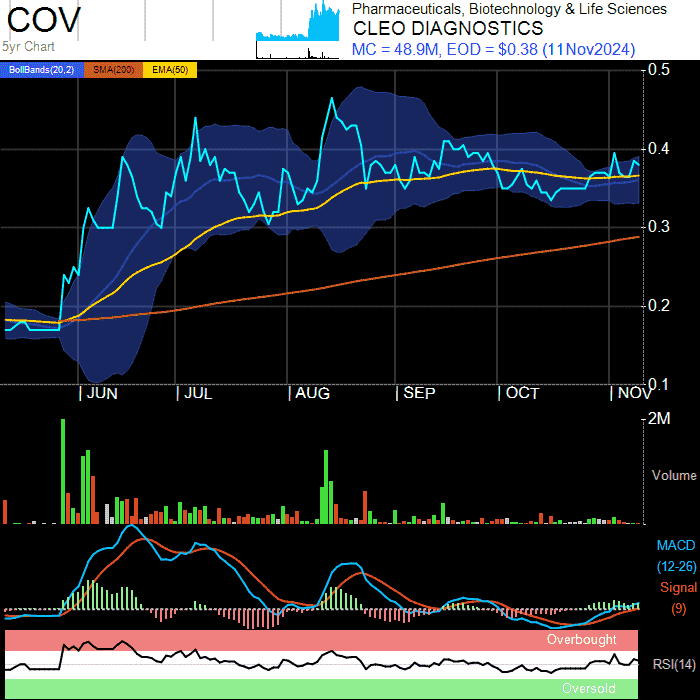 COV
5yr Chart
Pharmaceuticals, Biotechnology & Life Sciences
CLEO DIAGNOSTICS
MC = 48.9M, EOD = $0.38 (11Nov2024)
BollBands(20,2) SMA(200) EMA(50)
0.5
0.4
0.3
0.2
0.1
JUN JUL AUG SEP OCT NOV
2M
Volume
MACD
(12-26)
Signal
(9)
Overbought
RSI(14)
Oversold